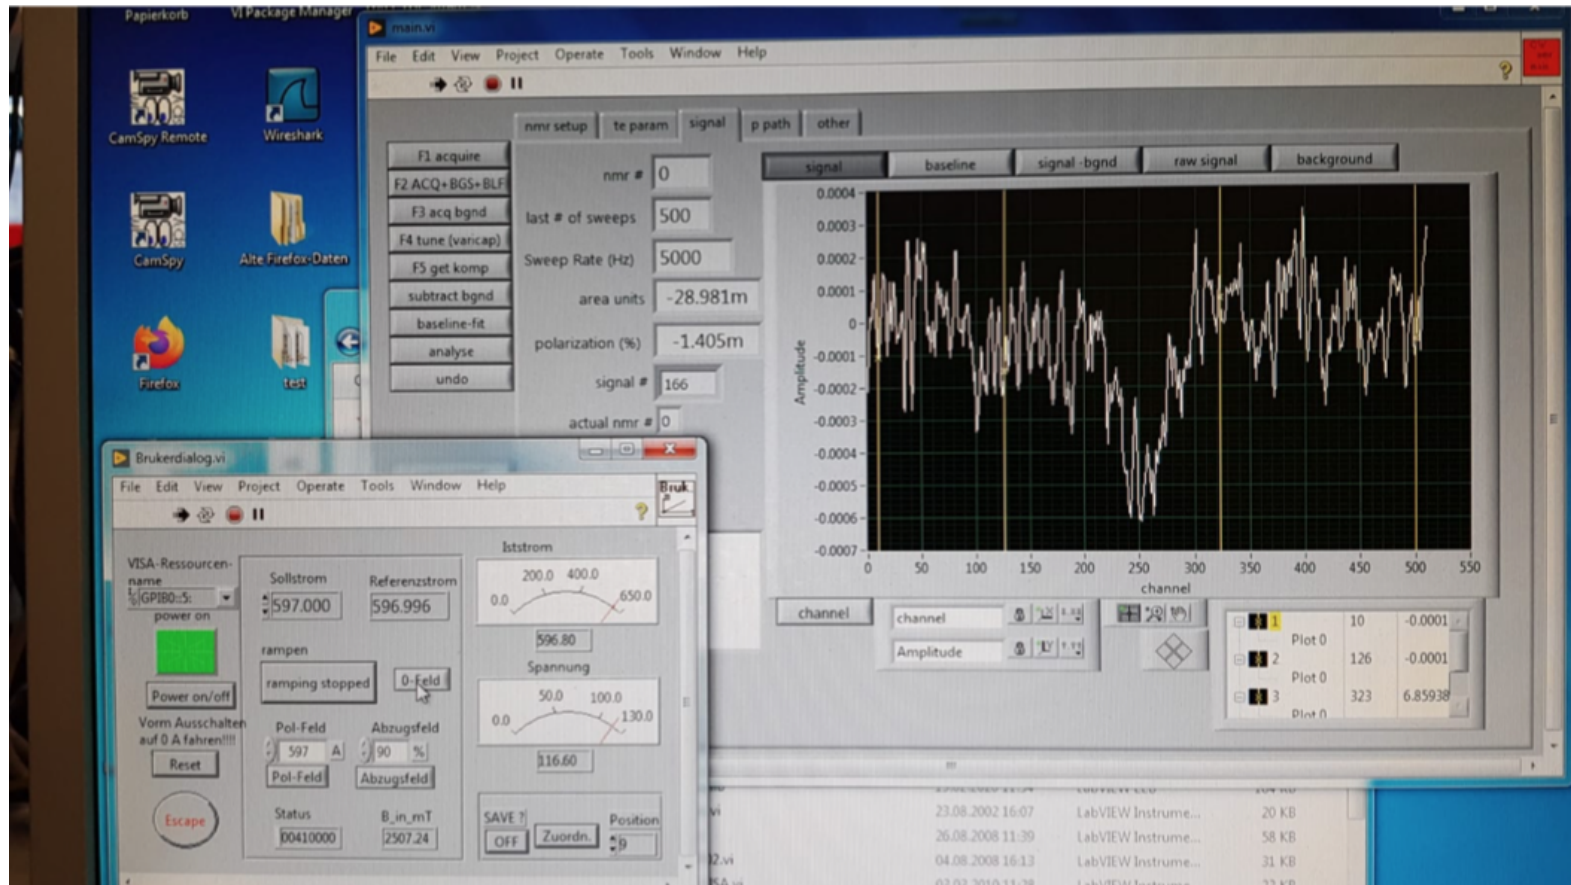 Papierkorb
VI Package Manager
CamSpy Remote
Wireshark
CamSpy
Alte Firefox-Daten
Firefox
test
main.vi
File Edit View Project Operate Tools Window Help
nmr setup te param signal p path other
F1 acquire
F2 ACQ+BGS+BLF
F3 acq bgnd
F4 tune (varicap)
F5 get komp
subtract bgnd
baseline-fit
analyse
undo
nmr # 0
last # of sweeps 500
Sweep Rate (Hz) 5000
area units -28.981m
polarization (%) -1.405m
signal # 166
actual nmr # 0
signal baseline signal -bgnd raw signal background
Amplitude
0.0004
0.0003
0.0002
0.0001
0
-0.0001
-0.0002
-0.0003
-0.0004
-0.0005
-0.0006
-0.0007
0 50 100 150 200 250 300 350 400 450 500 550
channel
channel
channel
Amplitude
1 10 -0.0001
Plot 0
2 126 -0.0001
Plot 0
3 323 6.85938
Plot 0
Brukerdialog.vi
File Edit View Project Operate Tools Window Help
Bruk
VISA-Ressourcen-
name
GPIB0::5:
power on
Power on/off
Vorm Ausschalten
auf 0 A fahren!!!!
Reset
Escape
Sollstrom Referenzstrom
597.000 596.996
rampen
ramping stopped 0-Feld
Pol-Feld Abzugsfeld
597 A 90 %
Pol-Feld Abzugsfeld
Status B_in_mT
00410000 2507.24
Iststrom
0.0 200.0 400.0 650.0
596.80
Spannung
0.0 50.0 100.0 130.0
116.60
SAVE ? Position
OFF Zuordn. 9
23.08.2002 16:07 LabVIEW Instrume... 20 KB
26.08.2008 11:39 LabVIEW Instrume... 58 KB
04.08.2008 16:13 LabVIEW Instrume... 31 KB